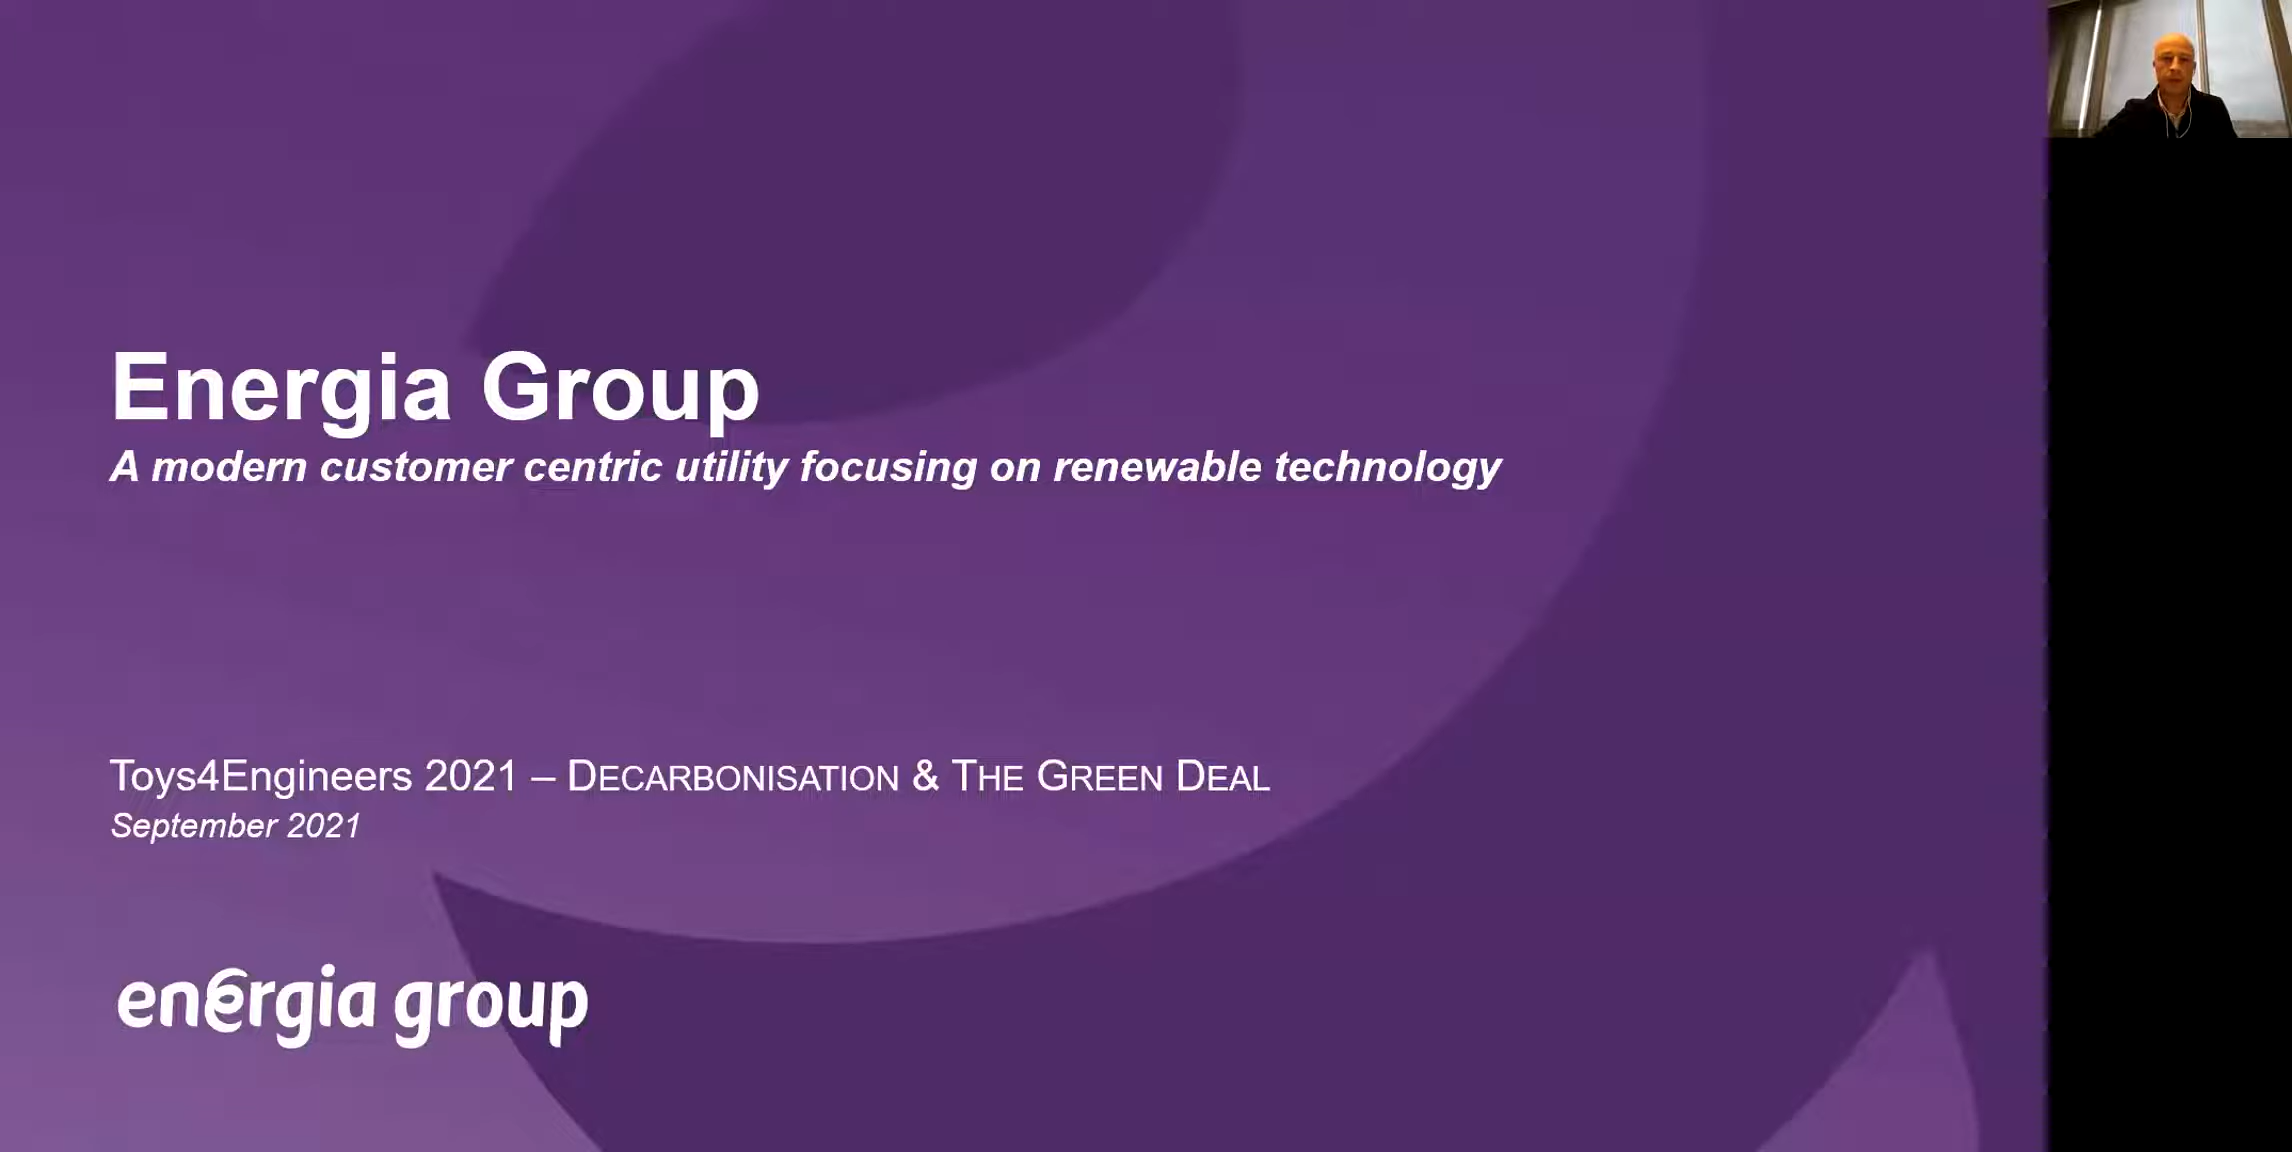 Energia Group
A modern customer centric utility focusing on renewable technology
Toys4Engineers 2021 – DECARBONISATION & THE GREEN DEAL
September 2021
energia group